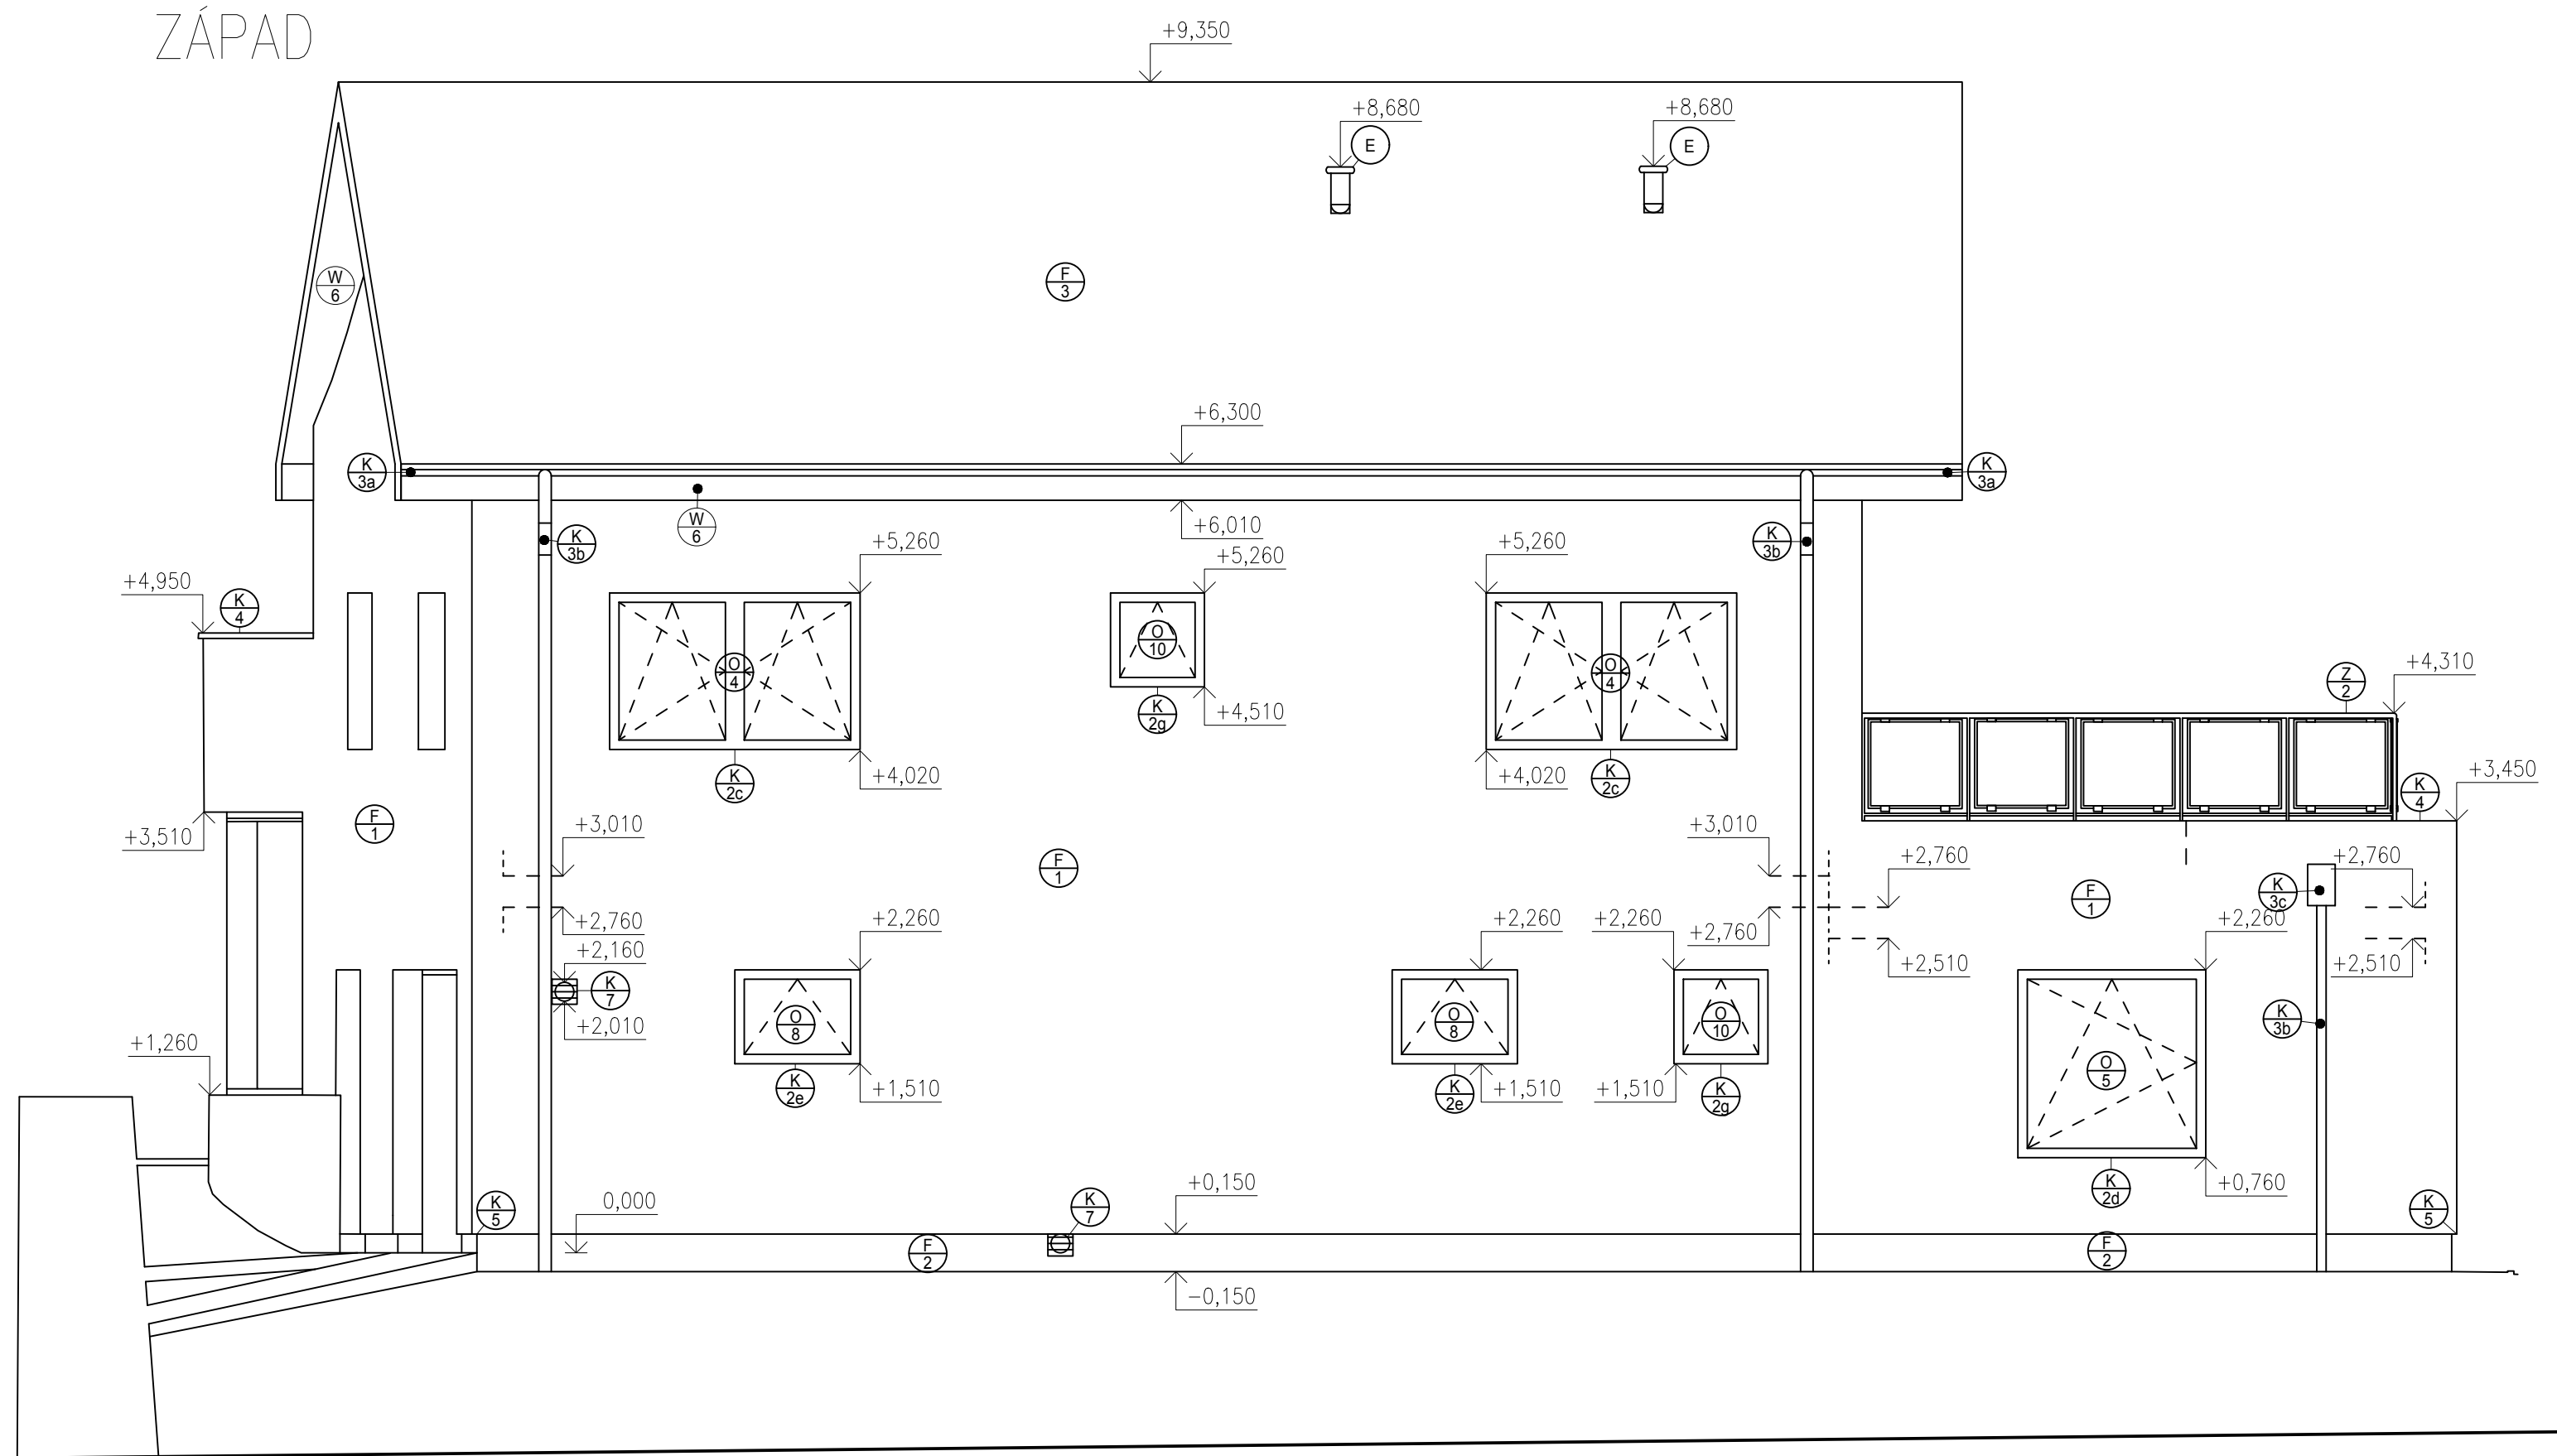 ZÁPAD
+9,350
+8,680
+8,680
E
E
W
6
F
3
+6,300
K
3a
K
3a
W
6
+6,010
K
3b
K
3b
+5,260
+5,260
+5,260
+4,950
K
4
O
10
O
4
O
4
+4,310
Z
2
K
2g
+4,510
K
2c
+4,020
+4,020
K
2c
+3,450
K
4
+3,510
F
1
+3,010
+3,010
F
1
+2,760
+2,760
K
3c
F
1
+2,760
+2,260
+2,260
+2,260
+2,760
+2,260
+2,160
+2,510
+2,510
K
7
+2,010
O
8
O
8
O
10
K
3b
+1,260
O
5
K
2e
+1,510
K
2e
+1,510
+1,510
K
2g
+0,150
K
2d
+0,760
K
5
0,000
K
7
K
5
F
2
F
2
−0,150